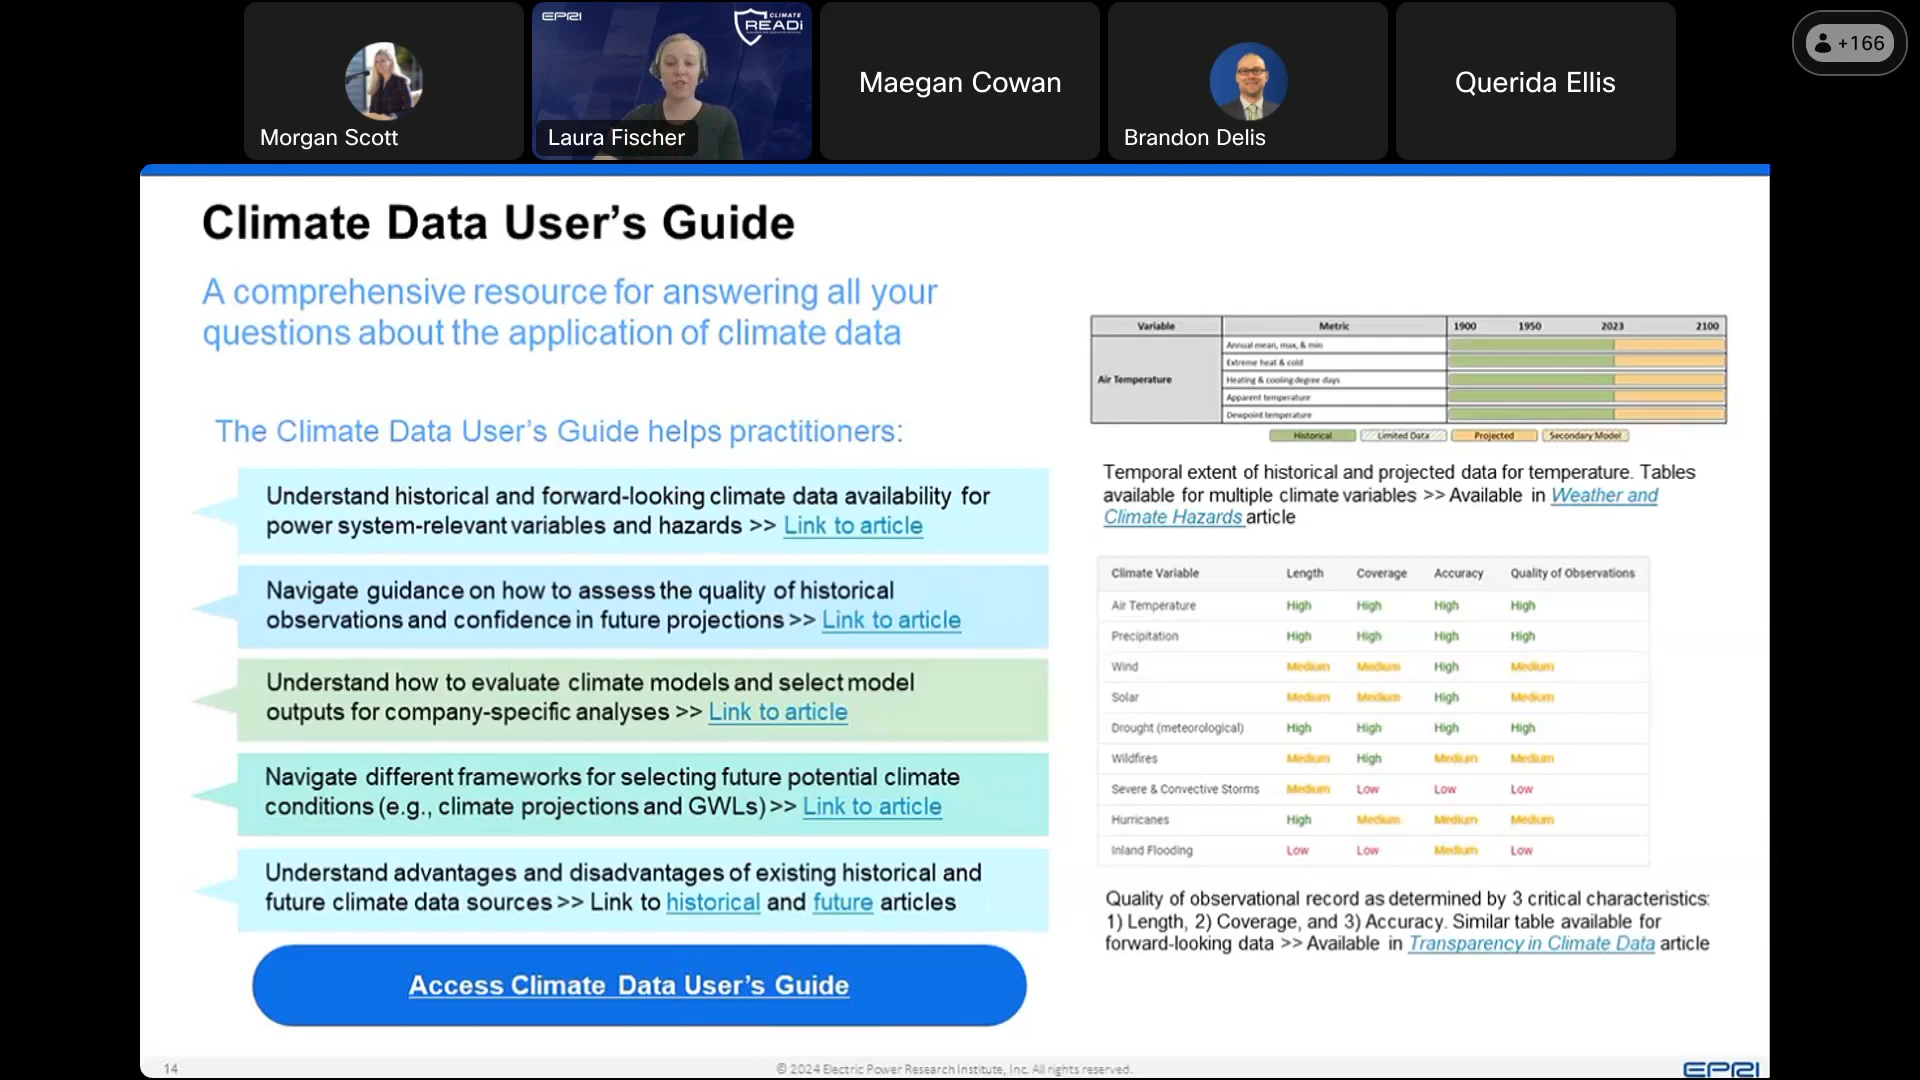 EPRI
CLIMATE
READi
Morgan Scott
Laura Fischer
Maegan Cowan
Brandon Delis
Querida Ellis
+166
Climate Data User’s Guide
A comprehensive resource for answering all your
questions about the application of climate data
The Climate Data User’s Guide helps practitioners:
Understand historical and forward-looking climate data availability for
power system-relevant variables and hazards >> Link to article
Navigate guidance on how to assess the quality of historical
observations and confidence in future projections >> Link to article
Understand how to evaluate climate models and select model
outputs for company-specific analyses >> Link to article
Navigate different frameworks for selecting future potential climate
conditions (e.g., climate projections and GWLs) >> Link to article
Understand advantages and disadvantages of existing historical and
future climate data sources >> Link to historical and future articles
Access Climate Data User’s Guide
Variable Metric 1900 1950 2023 2100
Air Temperature
Annual mean, max, & min
Extreme heat & cold
Heating & cooling degree days
Apparent temperature
Dewpoint temperature
Historical Limited Data Projected Secondary Model
Temporal extent of historical and projected data for temperature. Tables
available for multiple climate variables >> Available in Weather and
Climate Hazards article
Climate Variable Length Coverage Accuracy Quality of Observations
Air Temperature High High High High
Precipitation High High High High
Wind Medium Medium High Medium
Solar Medium Medium High Medium
Drought (meteorological) High High High High
Wildfires Medium High Medium Medium
Severe & Convective Storms Medium Low Low Low
Hurricanes High Medium Medium Medium
Inland Flooding Low Low Medium Low
Quality of observational record as determined by 3 critical characteristics:
1) Length, 2) Coverage, and 3) Accuracy. Similar table available for
forward-looking data >> Available in Transparency in Climate Data article
14
© 2024 Electric Power Research Institute, Inc. All rights reserved.
EPRI